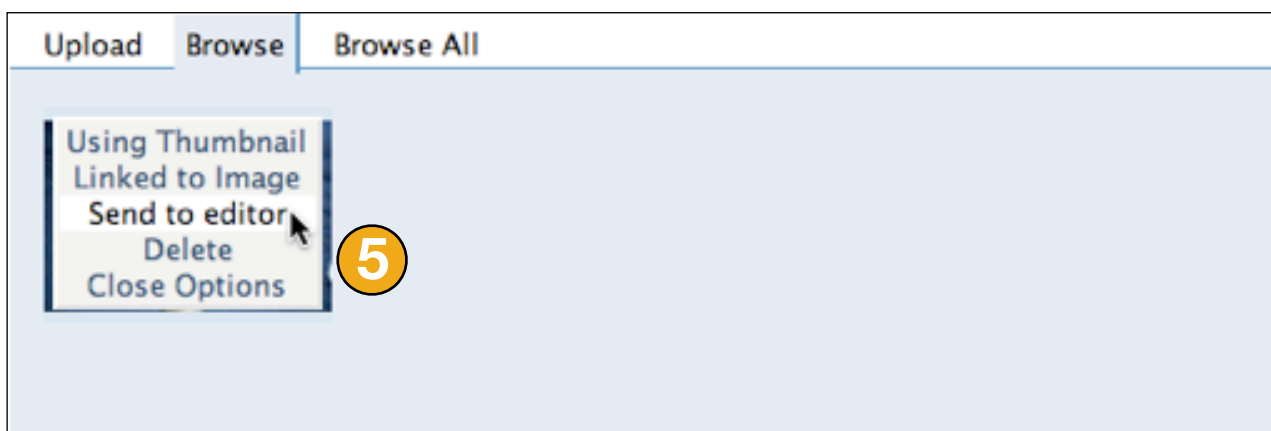 Upload Browse Browse All
Using Thumbnail
Linked to Image
Send to editor
Delete
5
Close Options